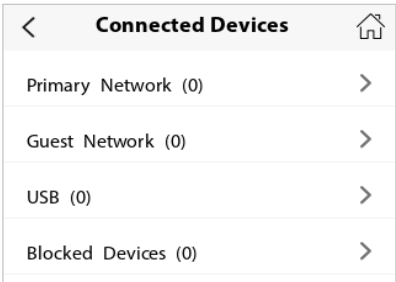 Connected Devices
Primary Network (0)
Guest Network (0)
USB (0)
Blocked Devices (0)